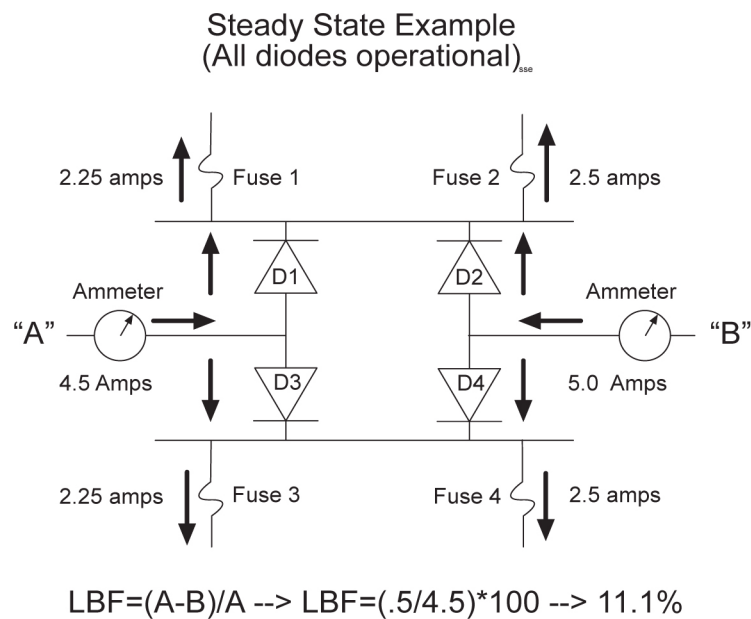 Steady State Example
(All diodes operational)sse
2.25 amps
Fuse 1
Fuse 2
2.5 amps
D1
D2
Ammeter
Ammeter
“A”
“B”
4.5 Amps
D3
D4
5.0 Amps
2.25 amps
Fuse 3
Fuse 4
2.5 amps
LBF=(A-B)/A --> LBF=(.5/4.5)*100 --> 11.1%